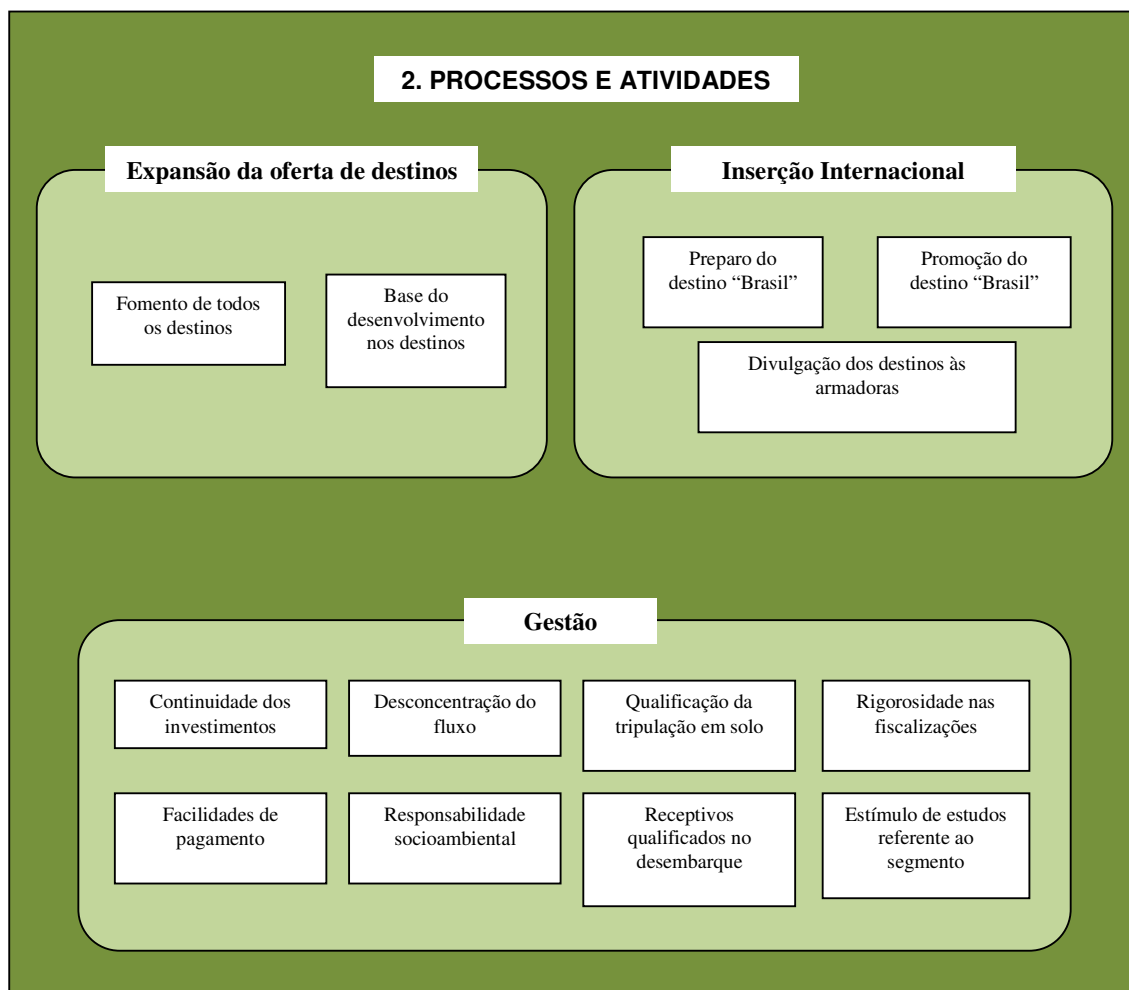 2. PROCESSOS E ATIVIDADES
Expansão da oferta de destinos
Fomento de todos
os destinos
Base do
desenvolvimento
nos destinos
Inserção Internacional
Preparo do
destino “Brasil”
Promoção do
destino “Brasil”
Divulgação dos destinos às
armadoras
Gestão
Continuidade dos
investimentos
Desconcentração do
fluxo
Qualificação da
tripulação em solo
Rigorosidade nas
fiscalizações
Facilidades de
pagamento
Responsabilidade
socioambiental
Receptivos
qualificados no
desembarque
Estímulo de estudos
referente ao
segmento